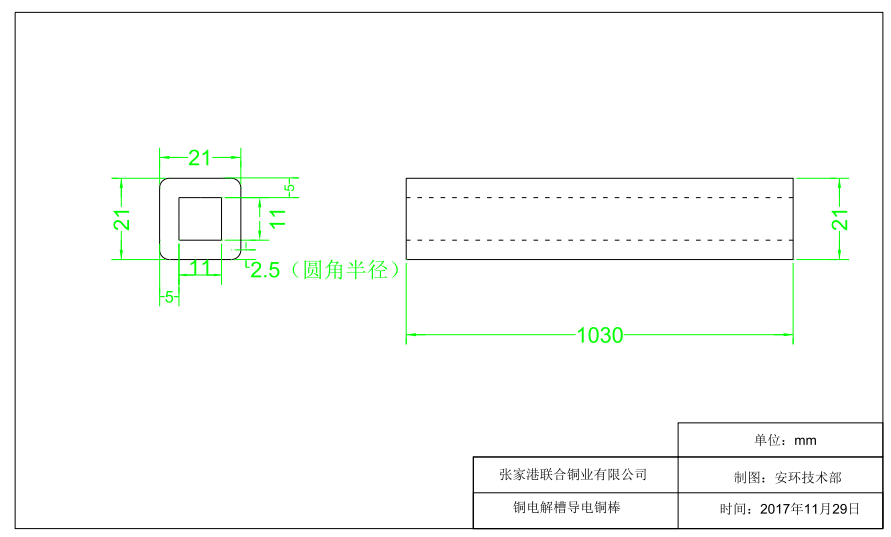 21
5
21
11
21
11
2.5（圆角半径）
5
1030
单位：mm
张家港联合铜业有限公司
制图：安环技术部
铜电解槽导电铜棒
时间：2017年11月29日